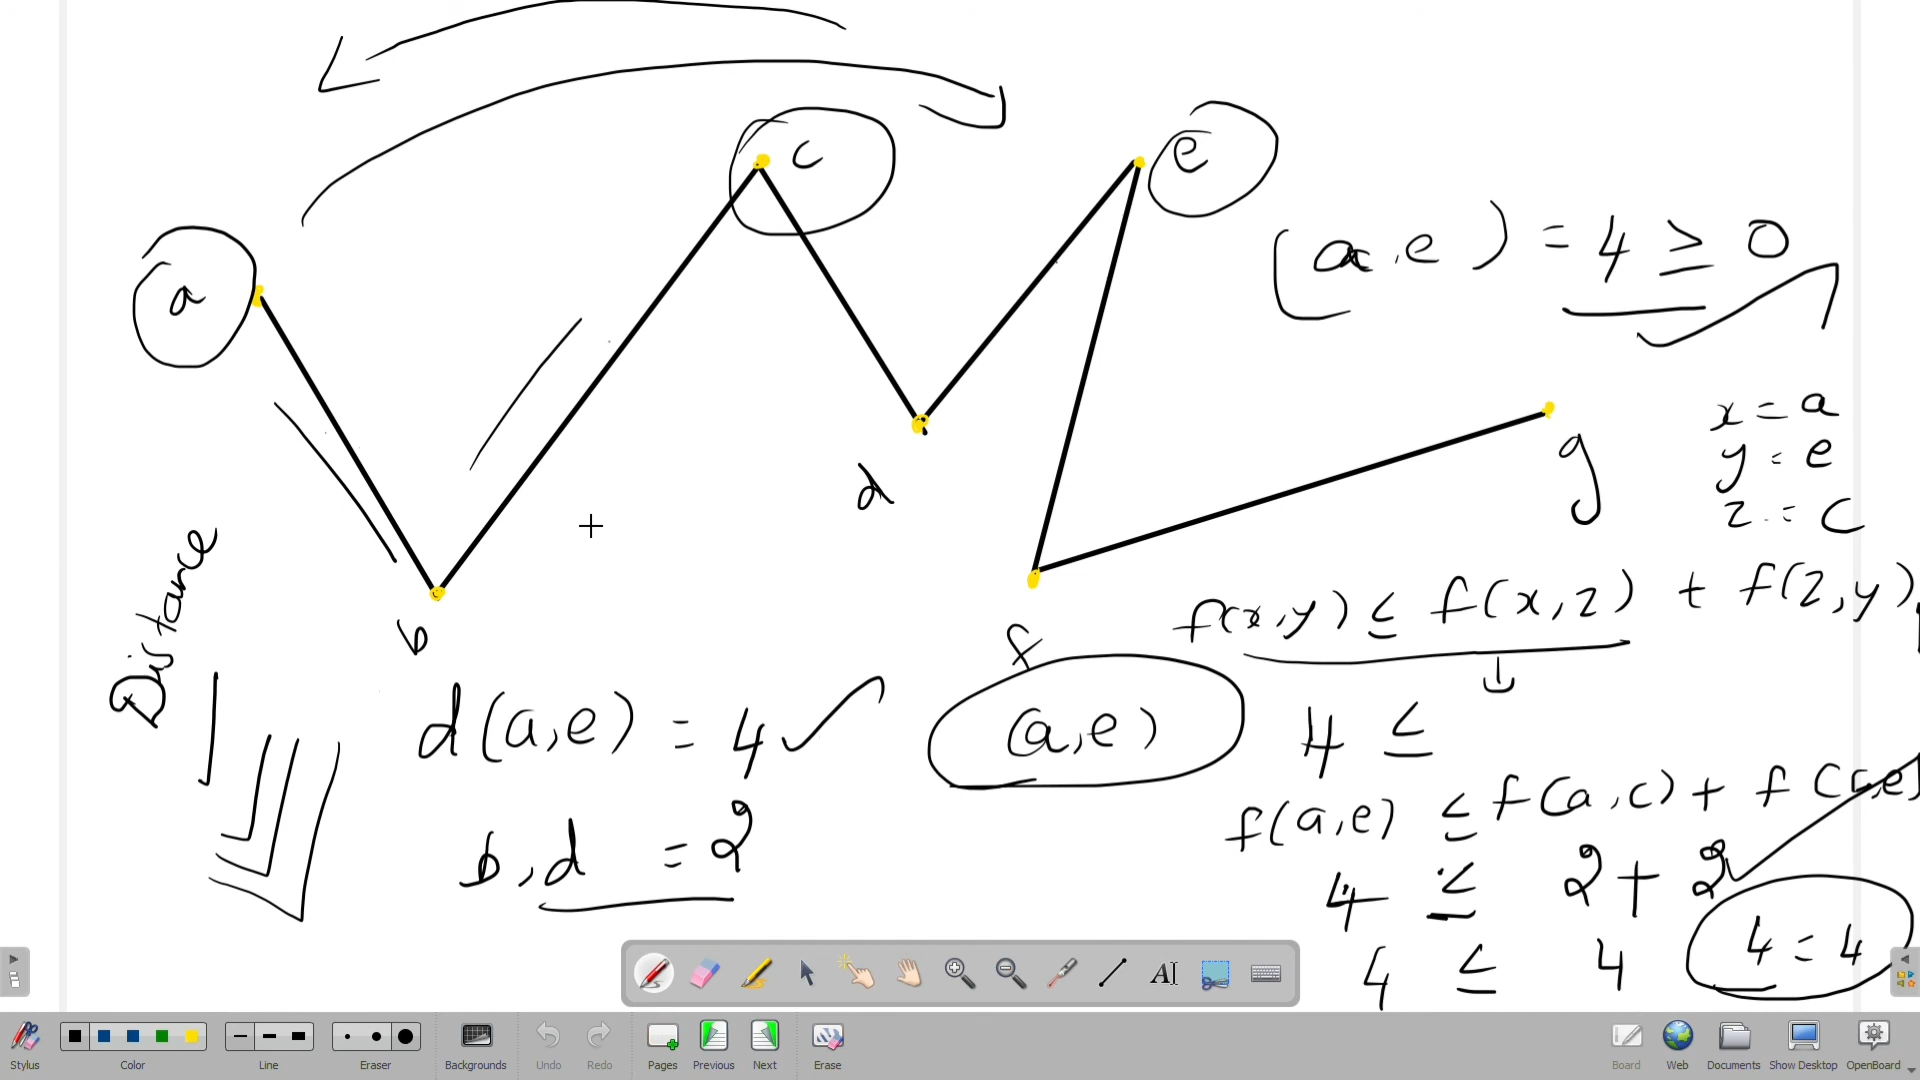 c
e
a
(a,e) = 4 ≥ 0
x = a
y = e
z = c
g
d
b
f
Distance
f(x,y) ≤ f(x,z) + f(z,y)
d(a,e) = 4 ✓
(a,e)
4 ≤
b,d = 2
f(a,e) ≤ f(a,c) + f(c,e)
4 ≤ 2+2
4 ≤ 4
4 = 4
AI
Stylus
Color
Line
Eraser
Backgrounds
Undo
Redo
Pages
Previous
Next
Erase
Board
Web
Documents
Show Desktop
OpenBoard